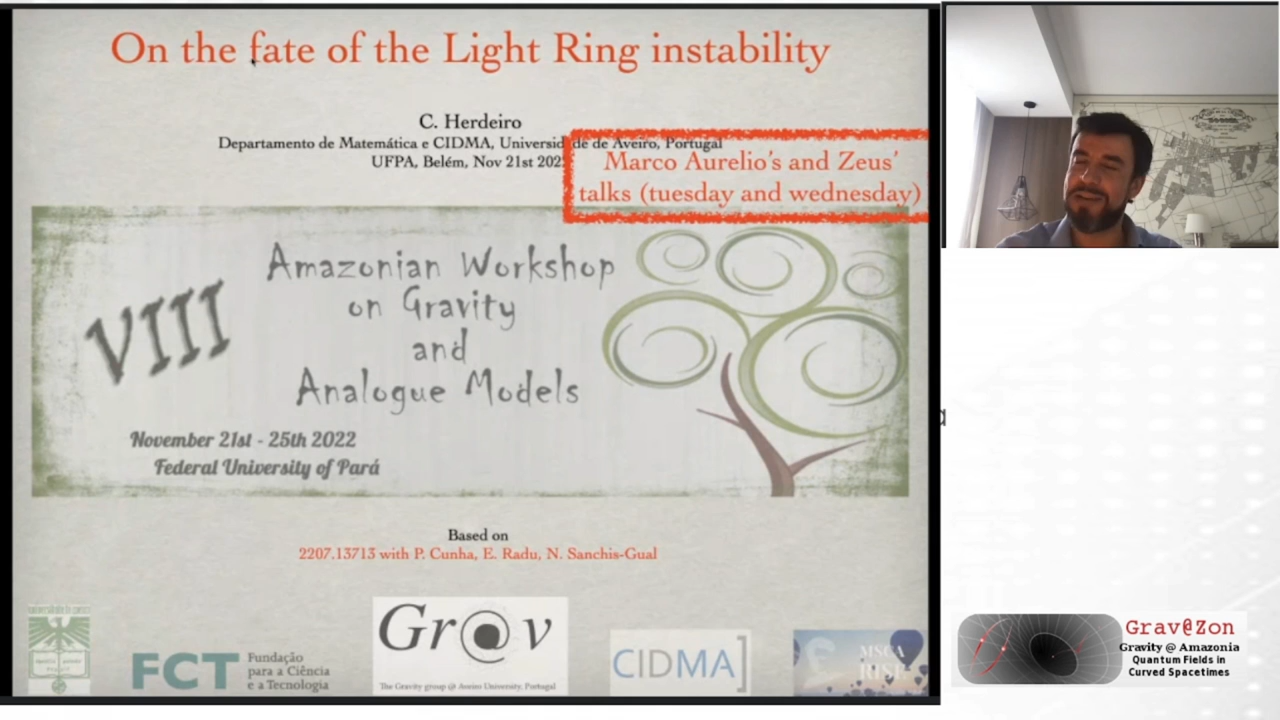 On the fate of the Light Ring instability
C. Herdeiro
Departamento de Matemática e CIDMA, Universidade de Aveiro, Portugal
UFPA, Belém, Nov 21st 202
Marco Aurelio's and Zeus'
talks (tuesday and wednesday)
VIII
Amazonian Workshop
on Gravity
and
Analogue Models
November 21st - 25th 2022
Federal University of Pará
Based on
2207.13713 with P. Cunha, E. Radu, N. Sanchis-Gual
FCT
Fundação
para a Ciência
e a Tecnologia
Gr@v
The Gravity group @ Aveiro University, Portugal
CIDMA]
MSCA
RISE
Grav@Zon
Gravity @ Amazonia
Quantum Fields in
Curved Spacetimes